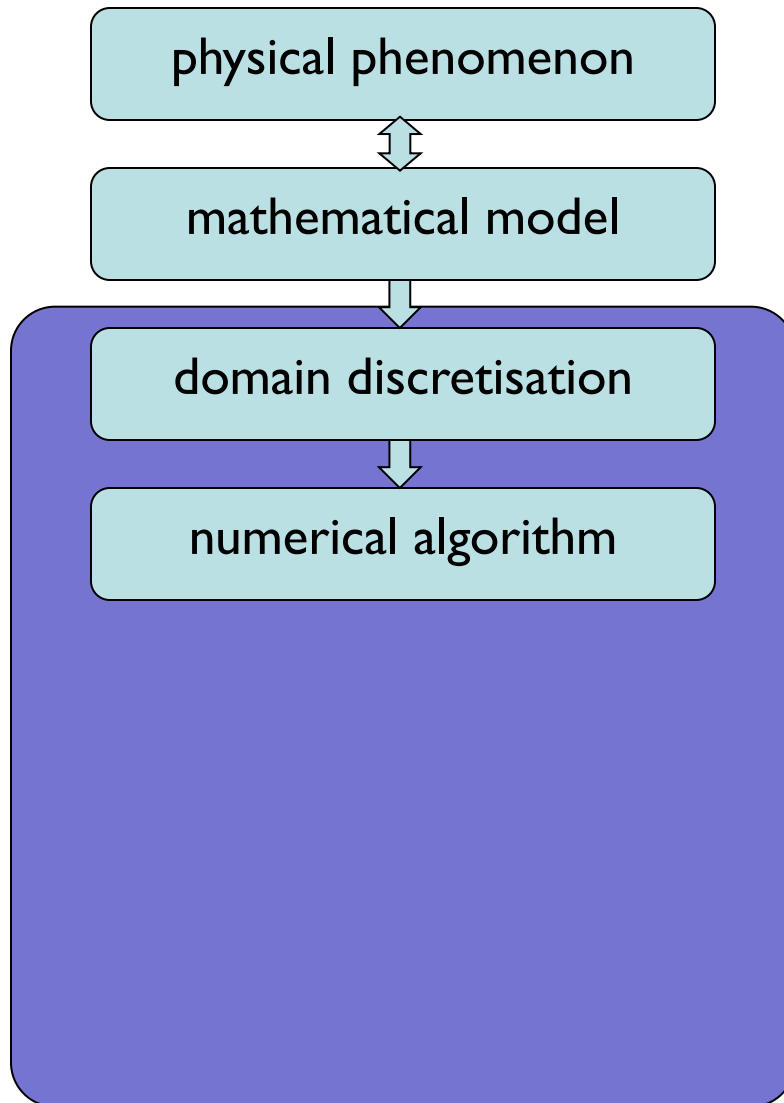 physical phenomenon
mathematical model
domain discretisation
numerical algorithm